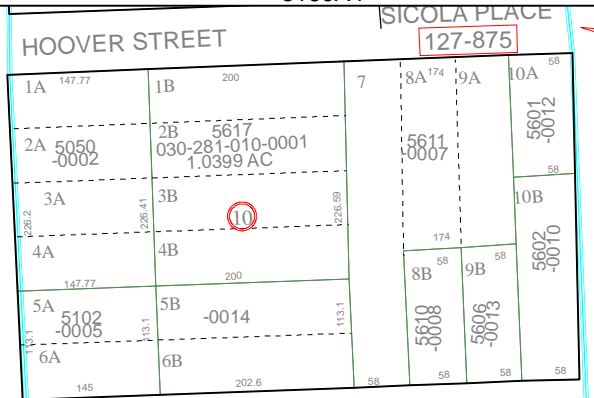 SICOLA PLACE
HOOVER STREET
127-875
1A 147.77
1B 200
7
8A 174
9A
10A 58
5601
-0012
2A 5050
-0002
2B 5617
030-281-010-0001
1.0399 AC
5611
-0007
58
3A
226.2
226.41
3B
10
226.59
10B
4A
4B
174
5602
-0010
147.77
200
8B 58
9B 58
5A 5102
-0005
113.1
113.1
5B
-0014
113.1
5610
-0008
5606
-0013
6A
6B
145
202.6
58
58
58
58